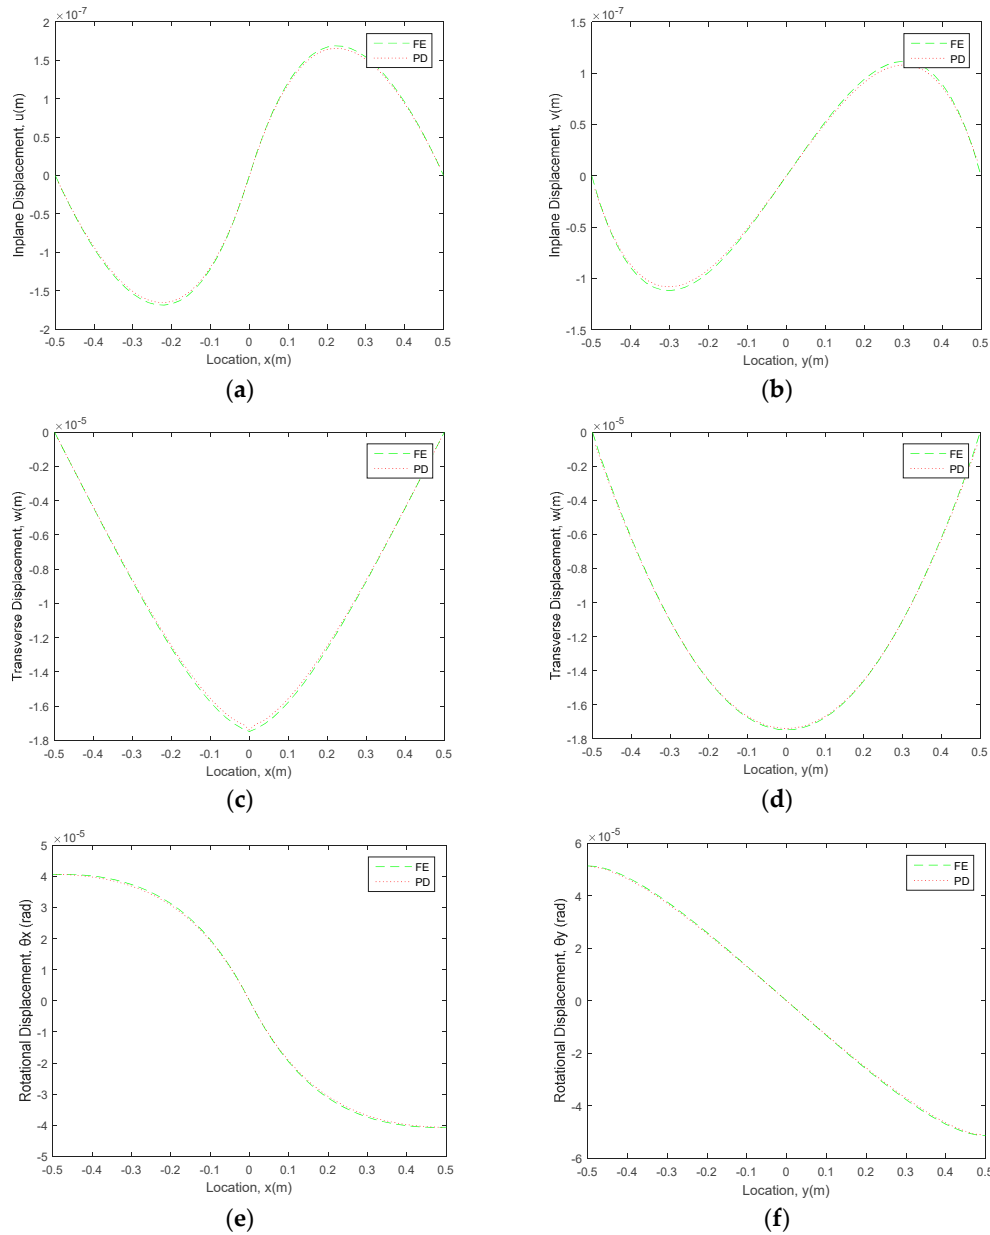 ×10-7
2
1.5
1
0.5
0
-0.5
-1
-1.5
-2
Inplane Displacement, u(m)
FE
PD
-0.5 -0.4 -0.3 -0.2 -0.1 0 0.1 0.2 0.3 0.4 0.5
Location, x(m)
(a)
×10-7
1.5
1
0.5
0
-0.5
-1
-1.5
Inplane Displacement, v(m)
FE
PD
-0.5 -0.4 -0.3 -0.2 -0.1 0 0.1 0.2 0.3 0.4 0.5
Location, y(m)
(b)
×10-5
0
-0.2
-0.4
-0.6
-0.8
-1
-1.2
-1.4
-1.6
-1.8
Transverse Displacement, w(m)
FE
PD
-0.5 -0.4 -0.3 -0.2 -0.1 0 0.1 0.2 0.3 0.4 0.5
Location, x(m)
(c)
×10-5
0
-0.2
-0.4
-0.6
-0.8
-1
-1.2
-1.4
-1.6
-1.8
Transverse Displacement, w(m)
FE
PD
-0.5 -0.4 -0.3 -0.2 -0.1 0 0.1 0.2 0.3 0.4 0.5
Location, y(m)
(d)
×10-5
5
4
3
2
1
0
-1
-2
-3
-4
-5
Rotational Displacement, θx (rad)
FE
PD
-0.5 -0.4 -0.3 -0.2 -0.1 0 0.1 0.2 0.3 0.4 0.5
Location, x(m)
(e)
×10-5
6
4
2
0
-2
-4
-6
Rotational Displacement, θy (rad)
FE
PD
-0.5 -0.4 -0.3 -0.2 -0.1 0 0.1 0.2 0.3 0.4 0.5
Location, y(m)
(f)